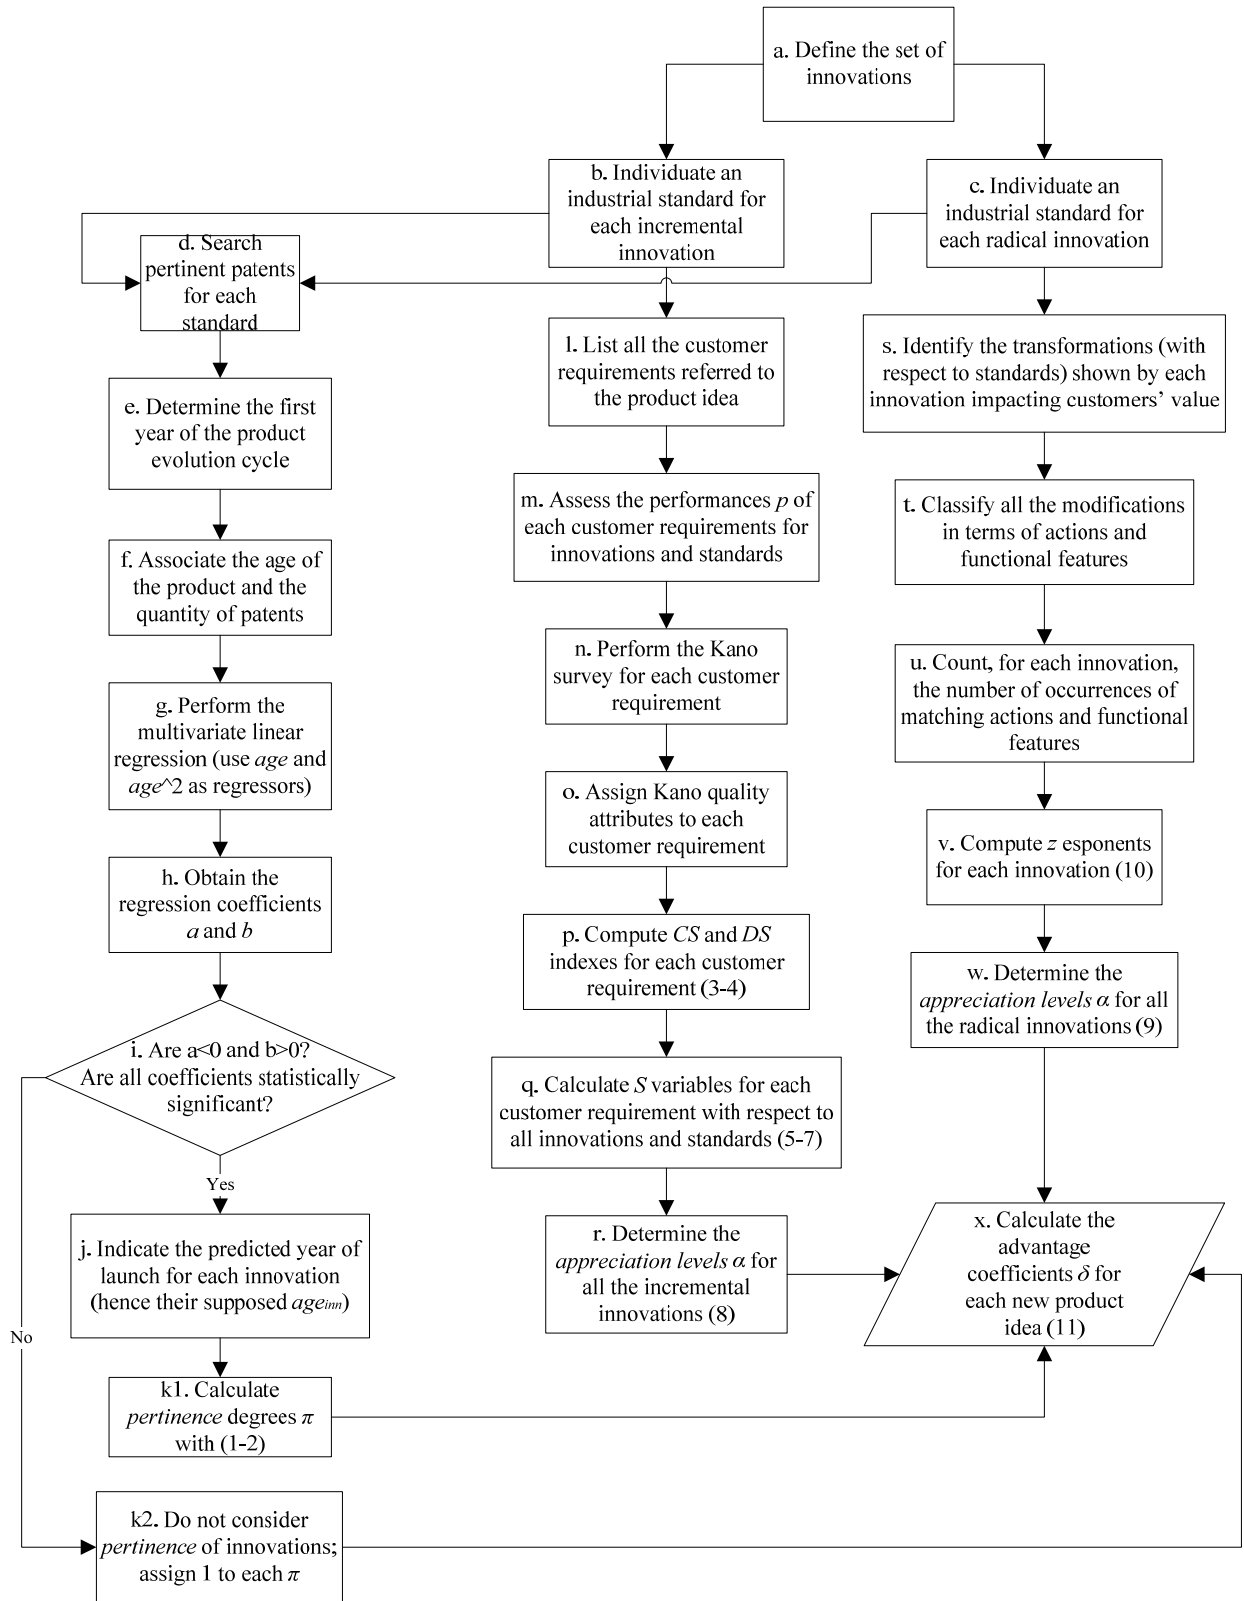 a. Define the set of
innovations
b. Individuate an
industrial standard for
each incremental
innovation
c. Individuate an
industrial standard for
each radical innovation
d. Search
pertinent patents
for each
standard
e. Determine the first
year of the product
evolution cycle
f. Associate the age of
the product and the
quantity of patents
g. Perform the
multivariate linear
regression (use age and
age^2 as regressors)
h. Obtain the
regression coefficients
a and b
i. Are a<0 and b>0?
Are all coefficients statistically
significant?
Yes
No
j. Indicate the predicted year of
launch for each innovation
(hence their supposed ageinn)
k1. Calculate
pertinence degrees π
with (1-2)
k2. Do not consider
pertinence of innovations;
assign 1 to each π
l. List all the customer
requirements referred to
the product idea
m. Assess the performances p of
each customer requirements for
innovations and standards
n. Perform the Kano
survey for each customer
requirement
o. Assign Kano quality
attributes to each
customer requirement
p. Compute CS and DS
indexes for each customer
requirement (3-4)
q. Calculate S variables for each
customer requirement with respect to
all innovations and standards (5-7)
r. Determine the
appreciation levels α for
all the incremental
innovations (8)
s. Identify the transformations (with
respect to standards) shown by each
innovation impacting customers’ value
t. Classify all the modifications
in terms of actions and
functional features
u. Count, for each innovation,
the number of occurrences of
matching actions and functional
features
v. Compute z esponents
for each innovation (10)
w. Determine the
appreciation levels α for all
the radical innovations (9)
x. Calculate the
advantage
coefficients δ for
each new product
idea (11)